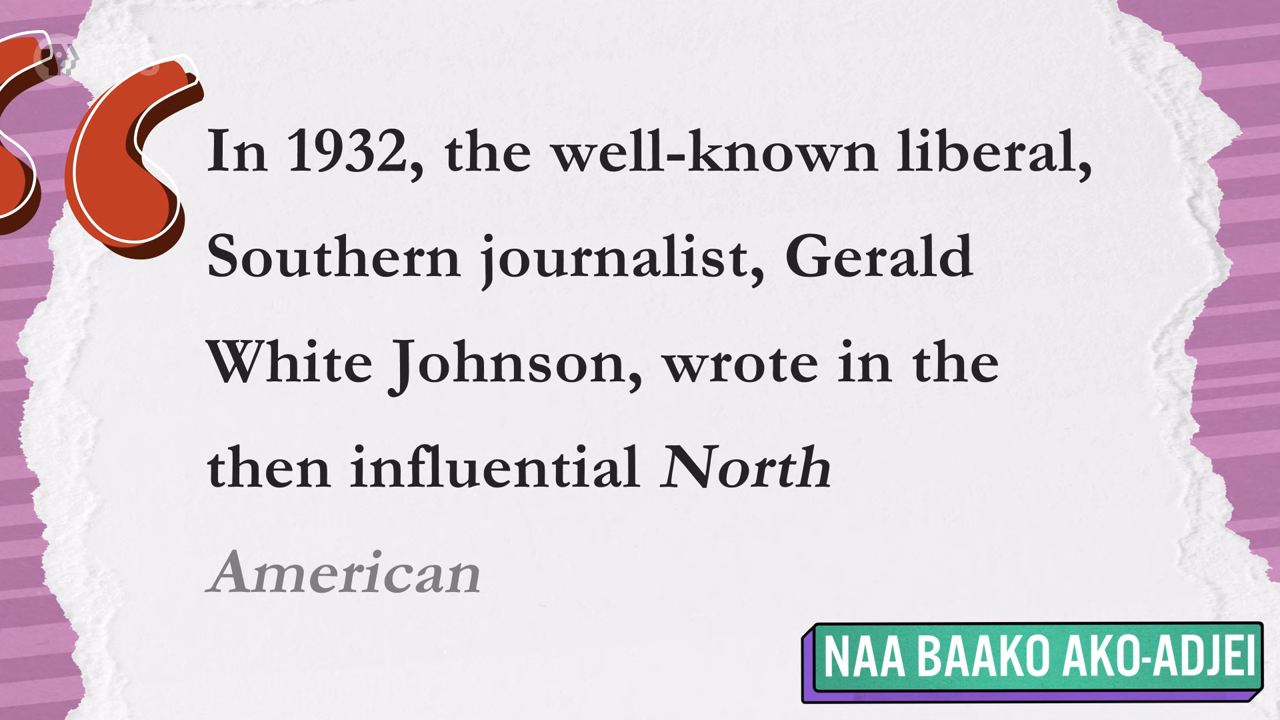 In 1932, the well-known liberal,
Southern journalist, Gerald
White Johnson, wrote in the
then influential North
American
NAA BAAKO AKO-ADJEI